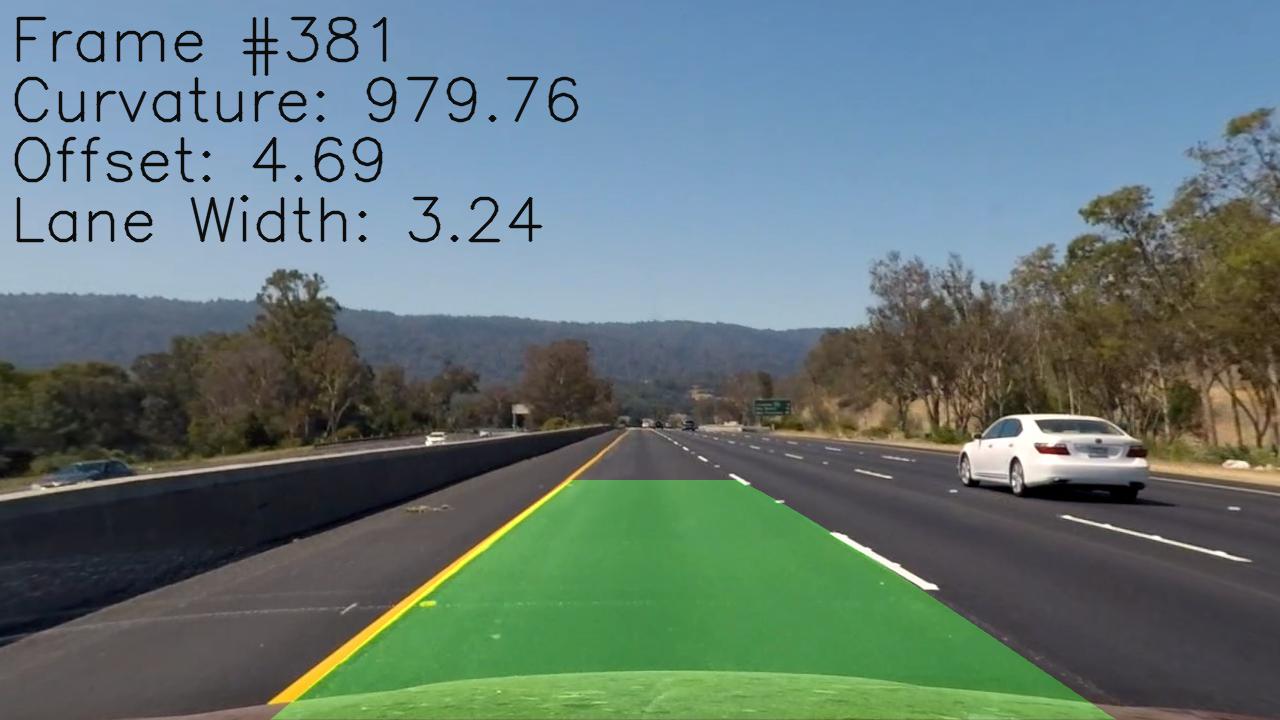 Frame #381
Curvature: 979.76
Offset: 4.69
Lane Width: 3.24